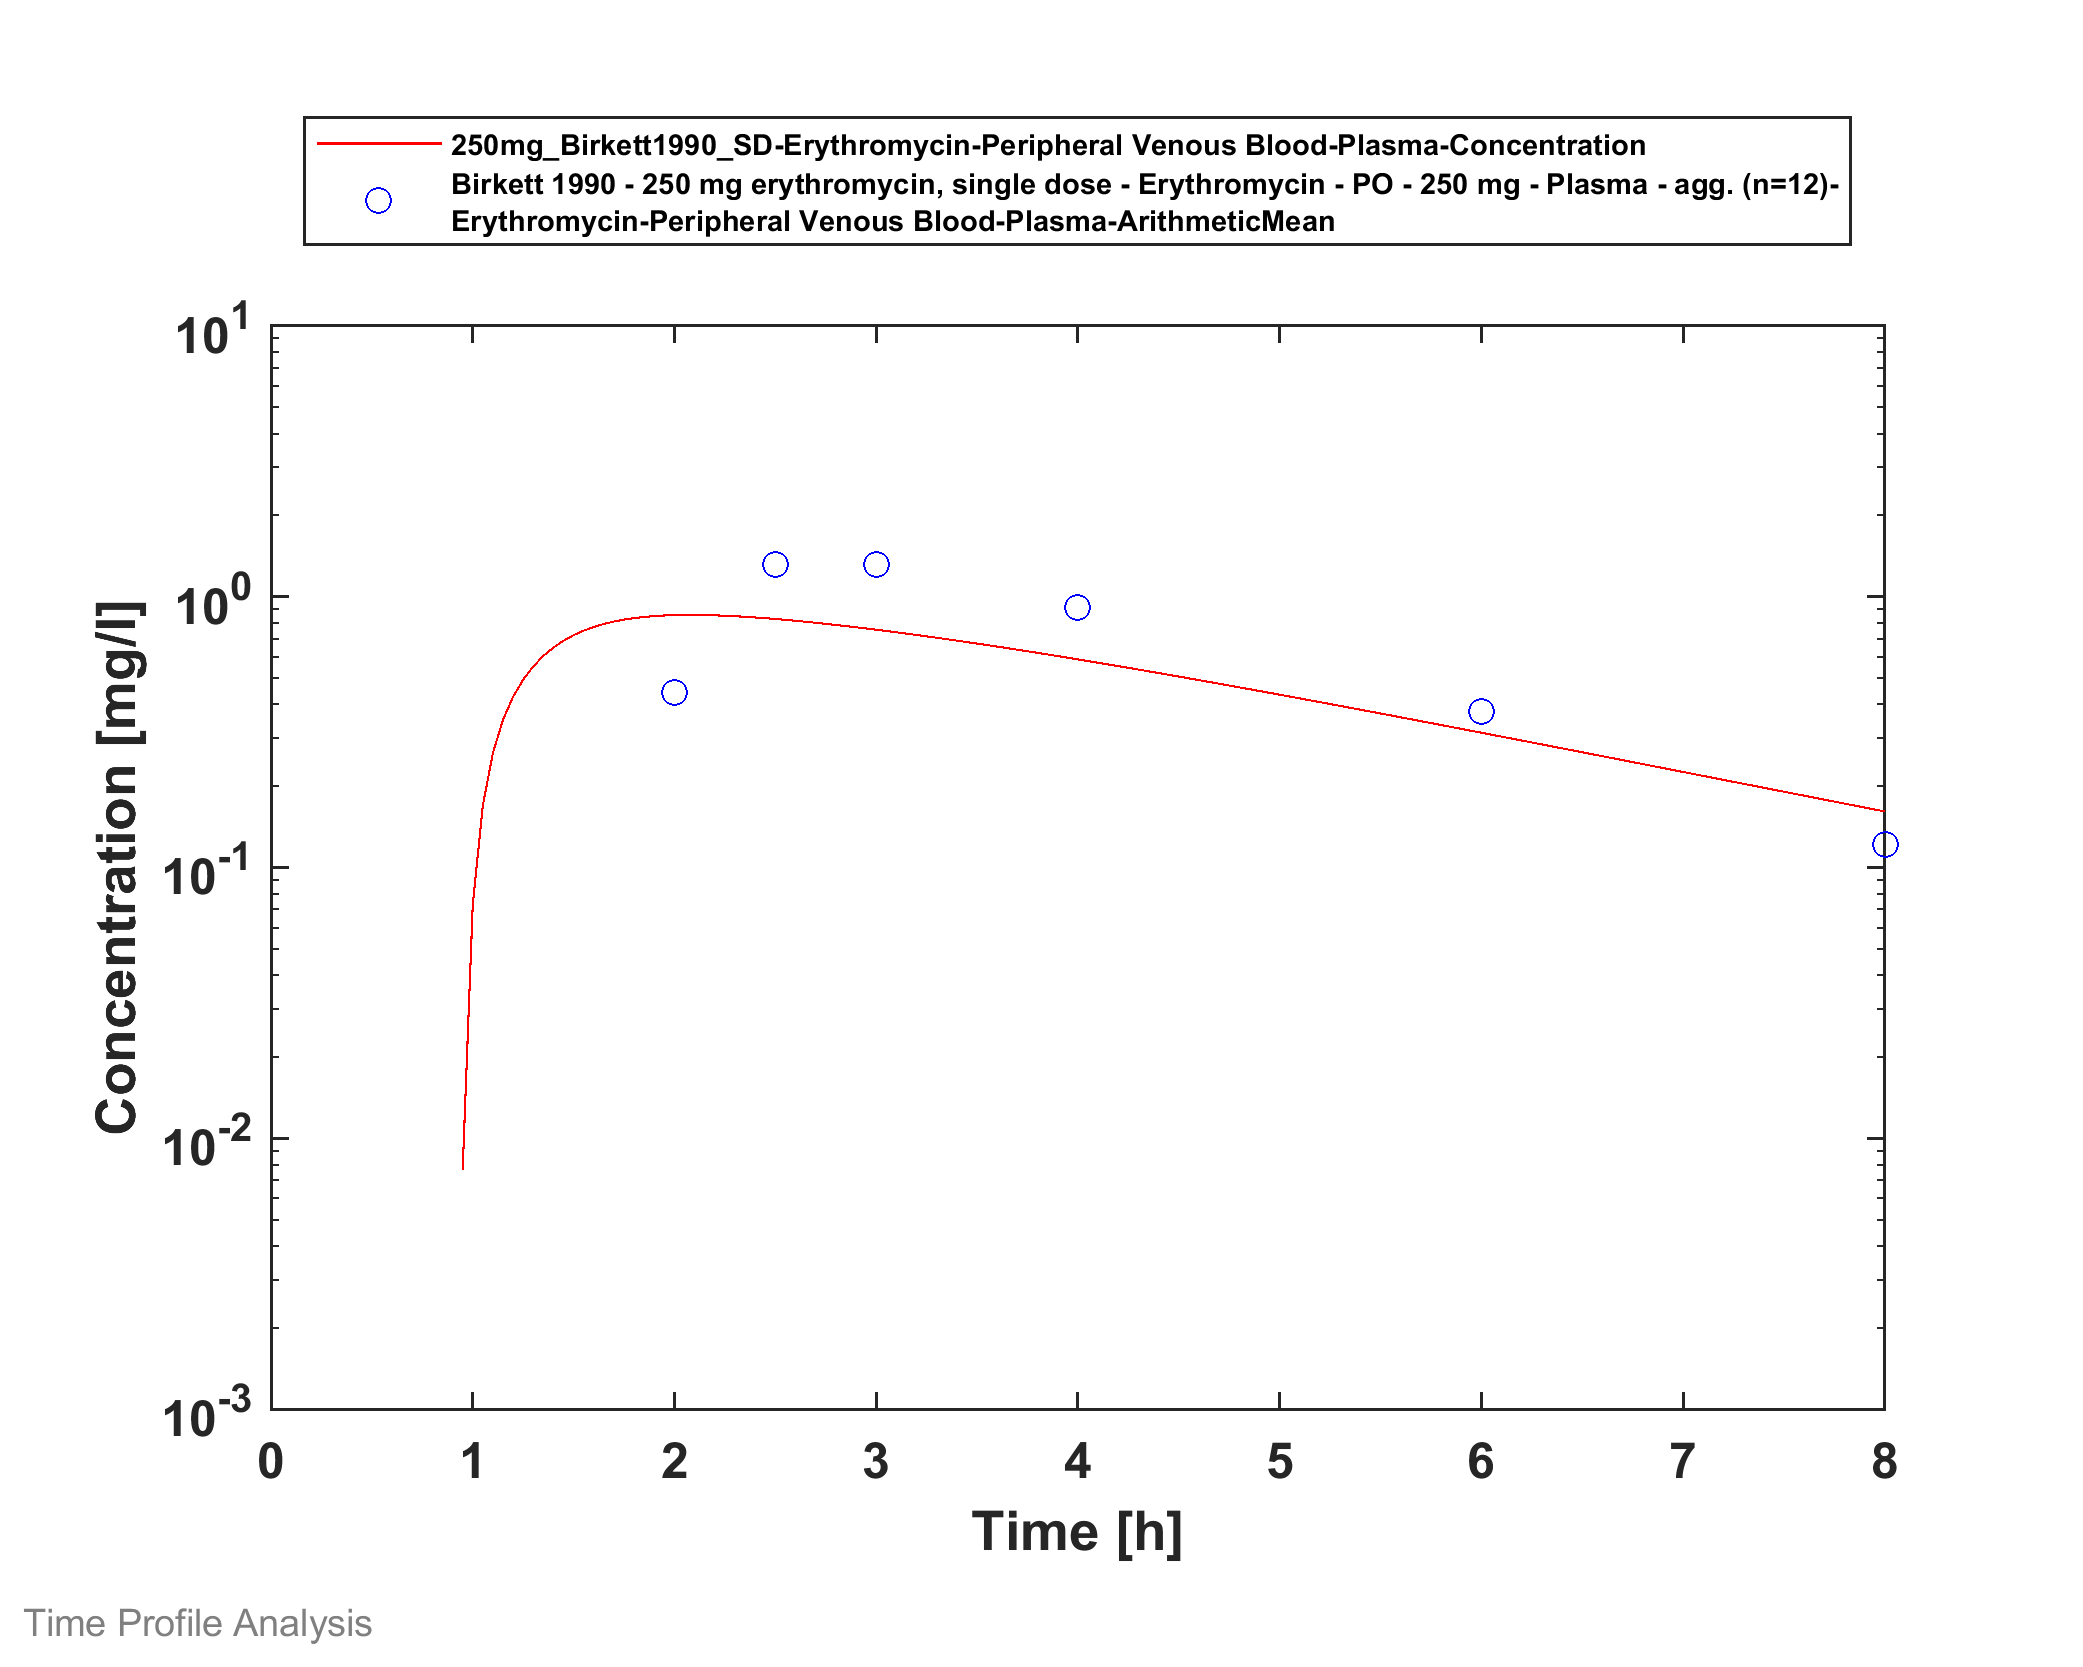 250mg_Birkett1990_SD-Erythromycin-Peripheral Venous Blood-Plasma-Concentration
Birkett 1990 - 250 mg erythromycin, single dose - Erythromycin - PO - 250 mg - Plasma - agg. (n=12)-
Erythromycin-Peripheral Venous Blood-Plasma-ArithmeticMean
10^1
10^0
10^-1
10^-2
10^-3
Concentration [mg/l]
0 1 2 3 4 5 6 7 8
Time [h]
Time Profile Analysis